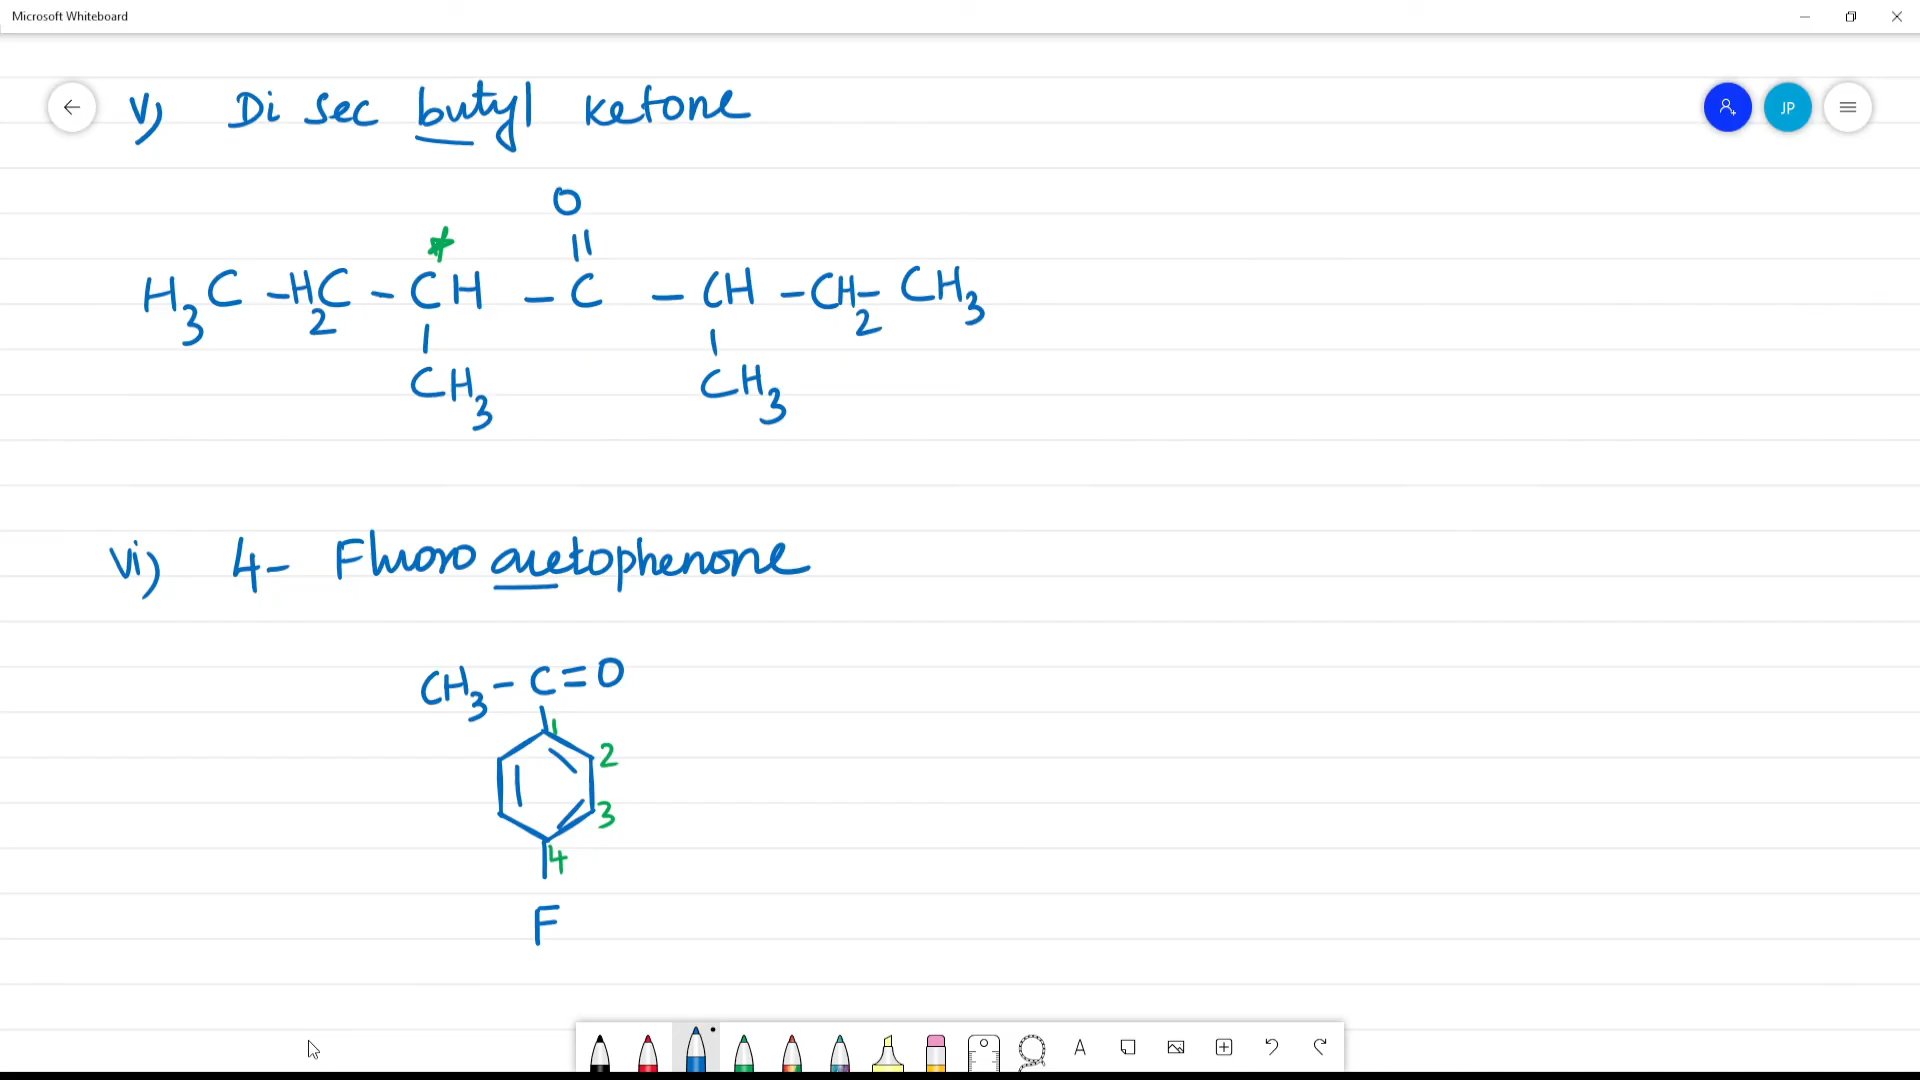 Microsoft Whiteboard
JP
V) Di Sec butyl ketone
O
*
H3C - H2C - CH - C - CH - CH2 - CH3
CH3 CH3
Vi) 4- Fluoro acetophenone
CH3 - C = O
1
2
3
4
F
A